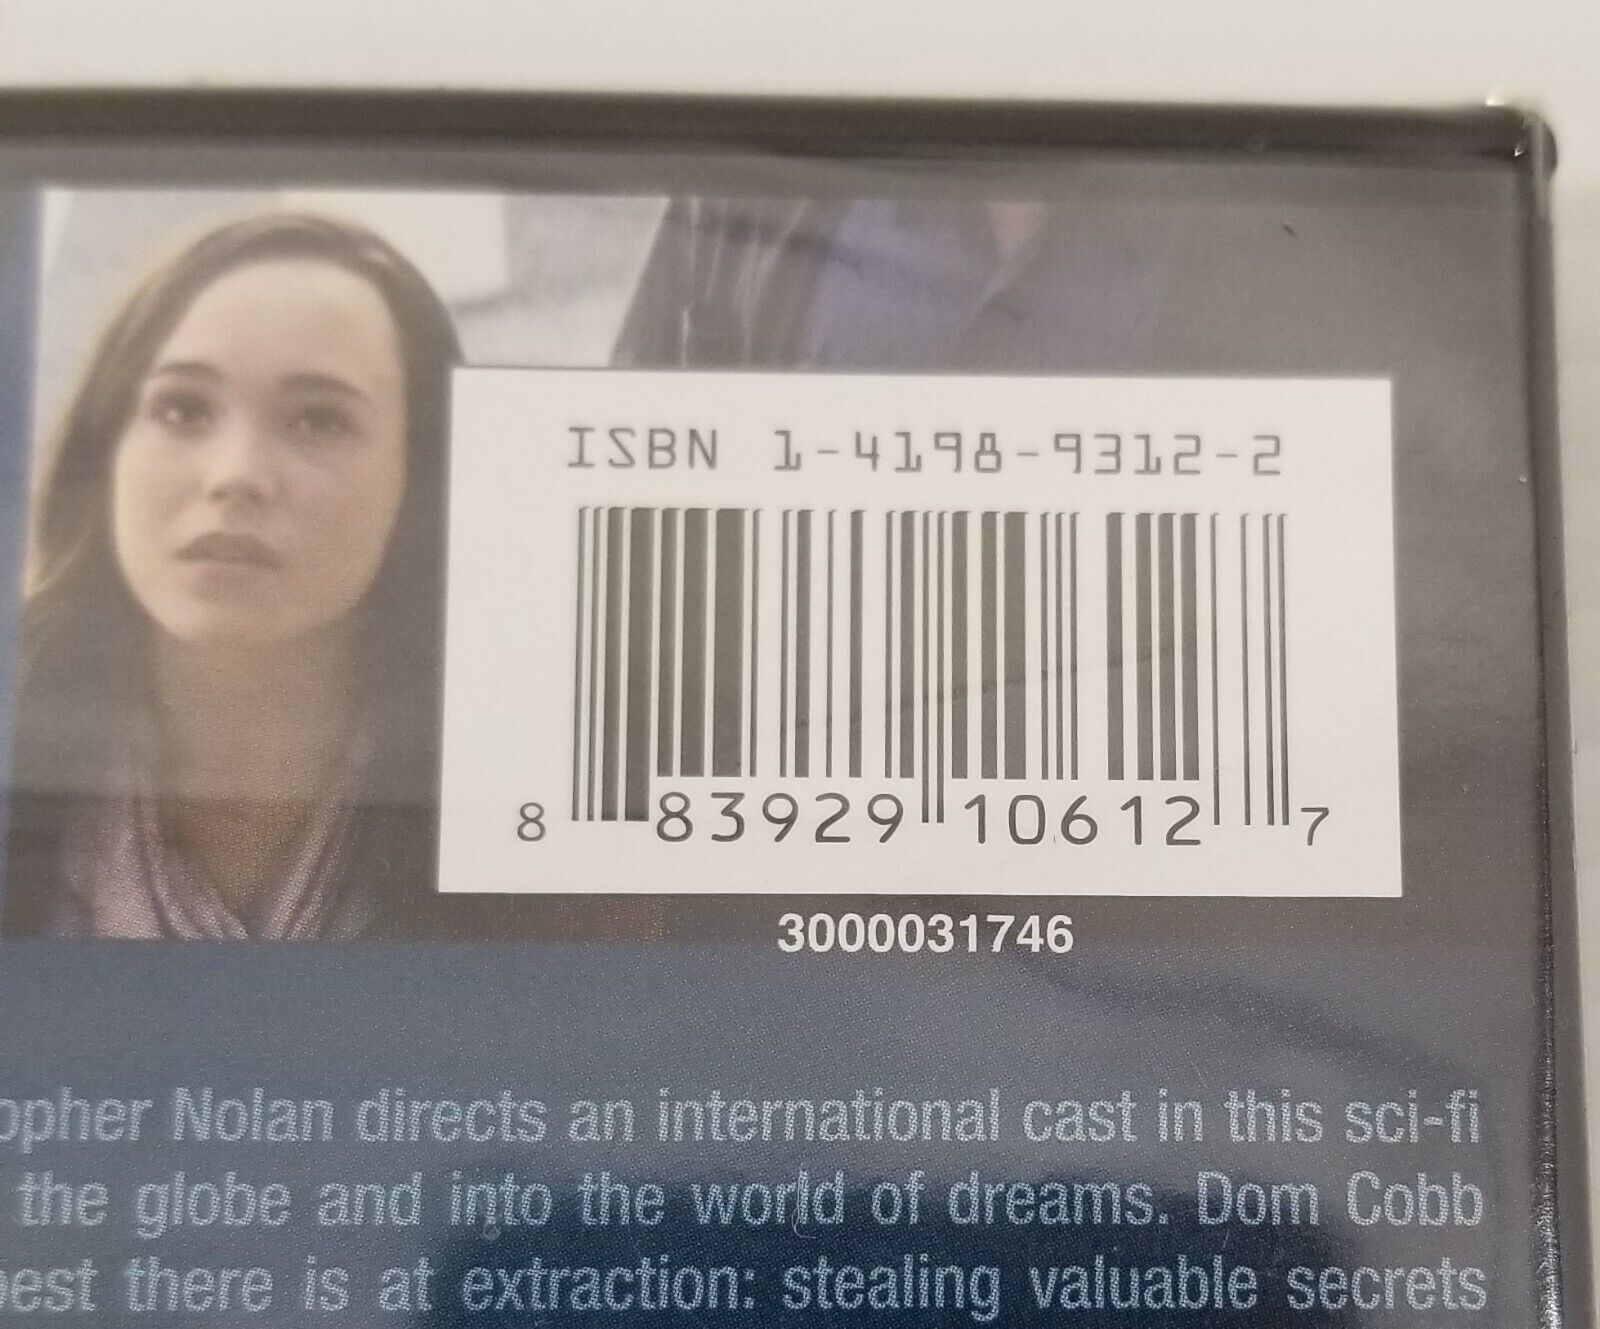 ISBN 1-4198-9312-2
8 83929 10612 7
3000031746
opher Nolan directs an international cast in this sci-fi
the globe and into the world of dreams. Dom Cobb
best there is at extraction: stealing valuable secrets